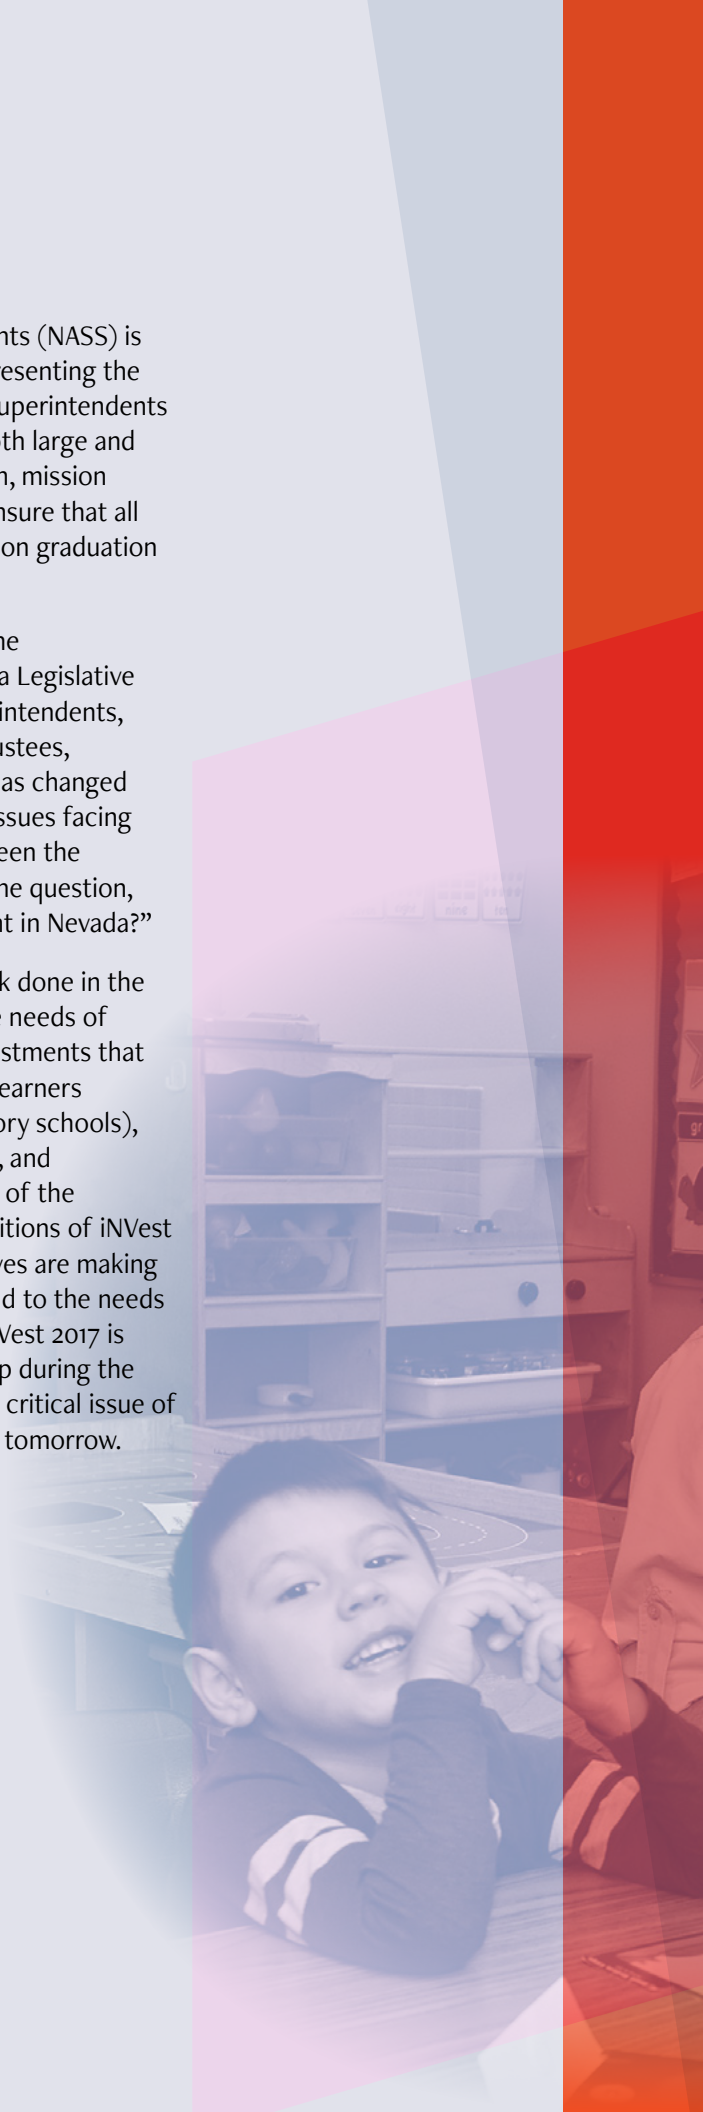 nts (NASS) is
resenting the
uperintendents
oth large and
n, mission
nsure that all
on graduation
ne
a Legislative
intendents,
ustees,
as changed
ssues facing
een the
he question,
nt in Nevada?”
k done in the
e needs of
stments that
earners
ory schools),
, and
of the
itions of iNVest
ves are making
d to the needs
Vest 2017 is
p during the
critical issue of
tomorrow.